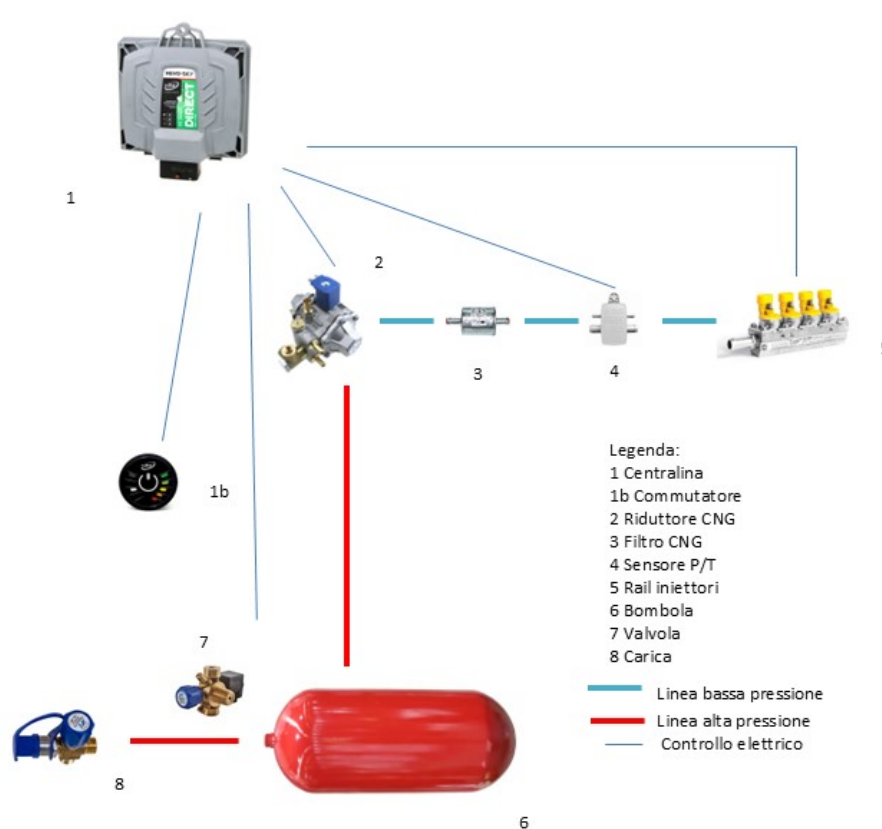 DIRECT
1
2
3
4
1b
Legenda:
1 Centralina
1b Commutatore
2 Riduttore CNG
3 Filtro CNG
4 Sensore P/T
5 Rail iniettori
6 Bombola
7 Valvola
8 Carica
7
Linea bassa pressione
Linea alta pressione
Controllo elettrico
8
6